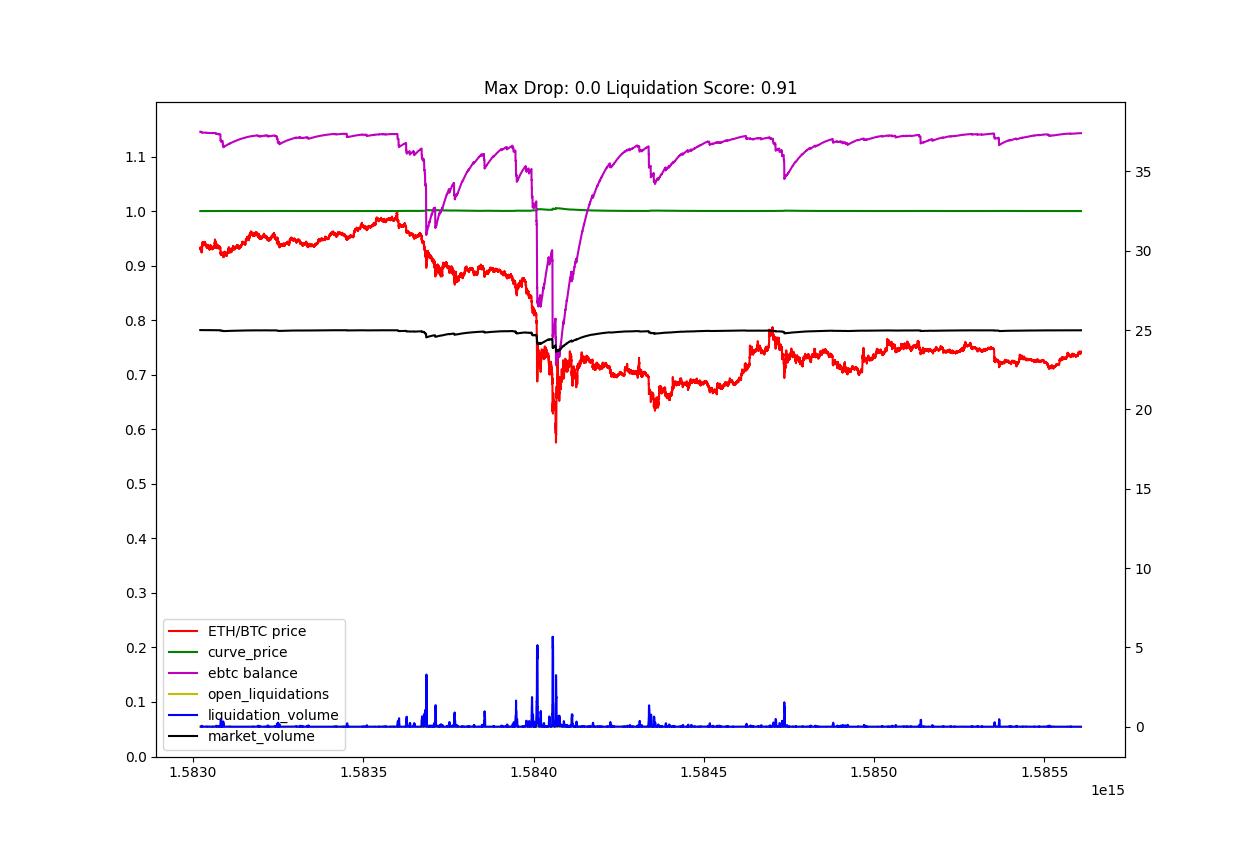 Max Drop: 0.0 Liquidation Score: 0.91
1.1
1.0
0.9
0.8
0.7
0.6
0.5
0.4
0.3
0.2
0.1
0.0
35
30
25
20
15
10
5
0
ETH/BTC price
curve_price
ebtc balance
open_liquidations
liquidation_volume
market_volume
1.5830 1.5835 1.5840 1.5845 1.5850 1.5855
1e15